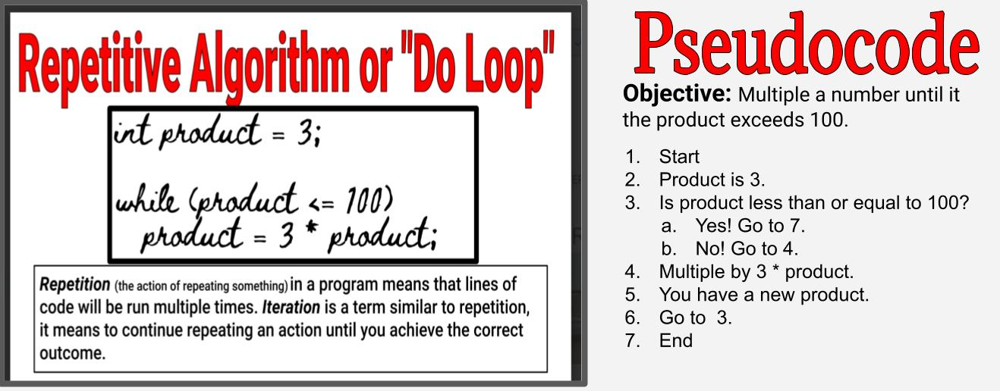 Repetitive Algorithm or "Do Loop"
int product = 3;
while (product <= 100)
product = 3 * product;
Repetition (the action of repeating something) in a program means that lines of
code will be run multiple times. Iteration is a term similar to repetition,
it means to continue repeating an action until you achieve the correct
outcome.
Pseudocode
Objective: Multiple a number until it
the product exceeds 100.
1. Start
2. Product is 3.
3. Is product less than or equal to 100?
a. Yes! Go to 7.
b. No! Go to 4.
4. Multiple by 3 * product.
5. You have a new product.
6. Go to 3.
7. End